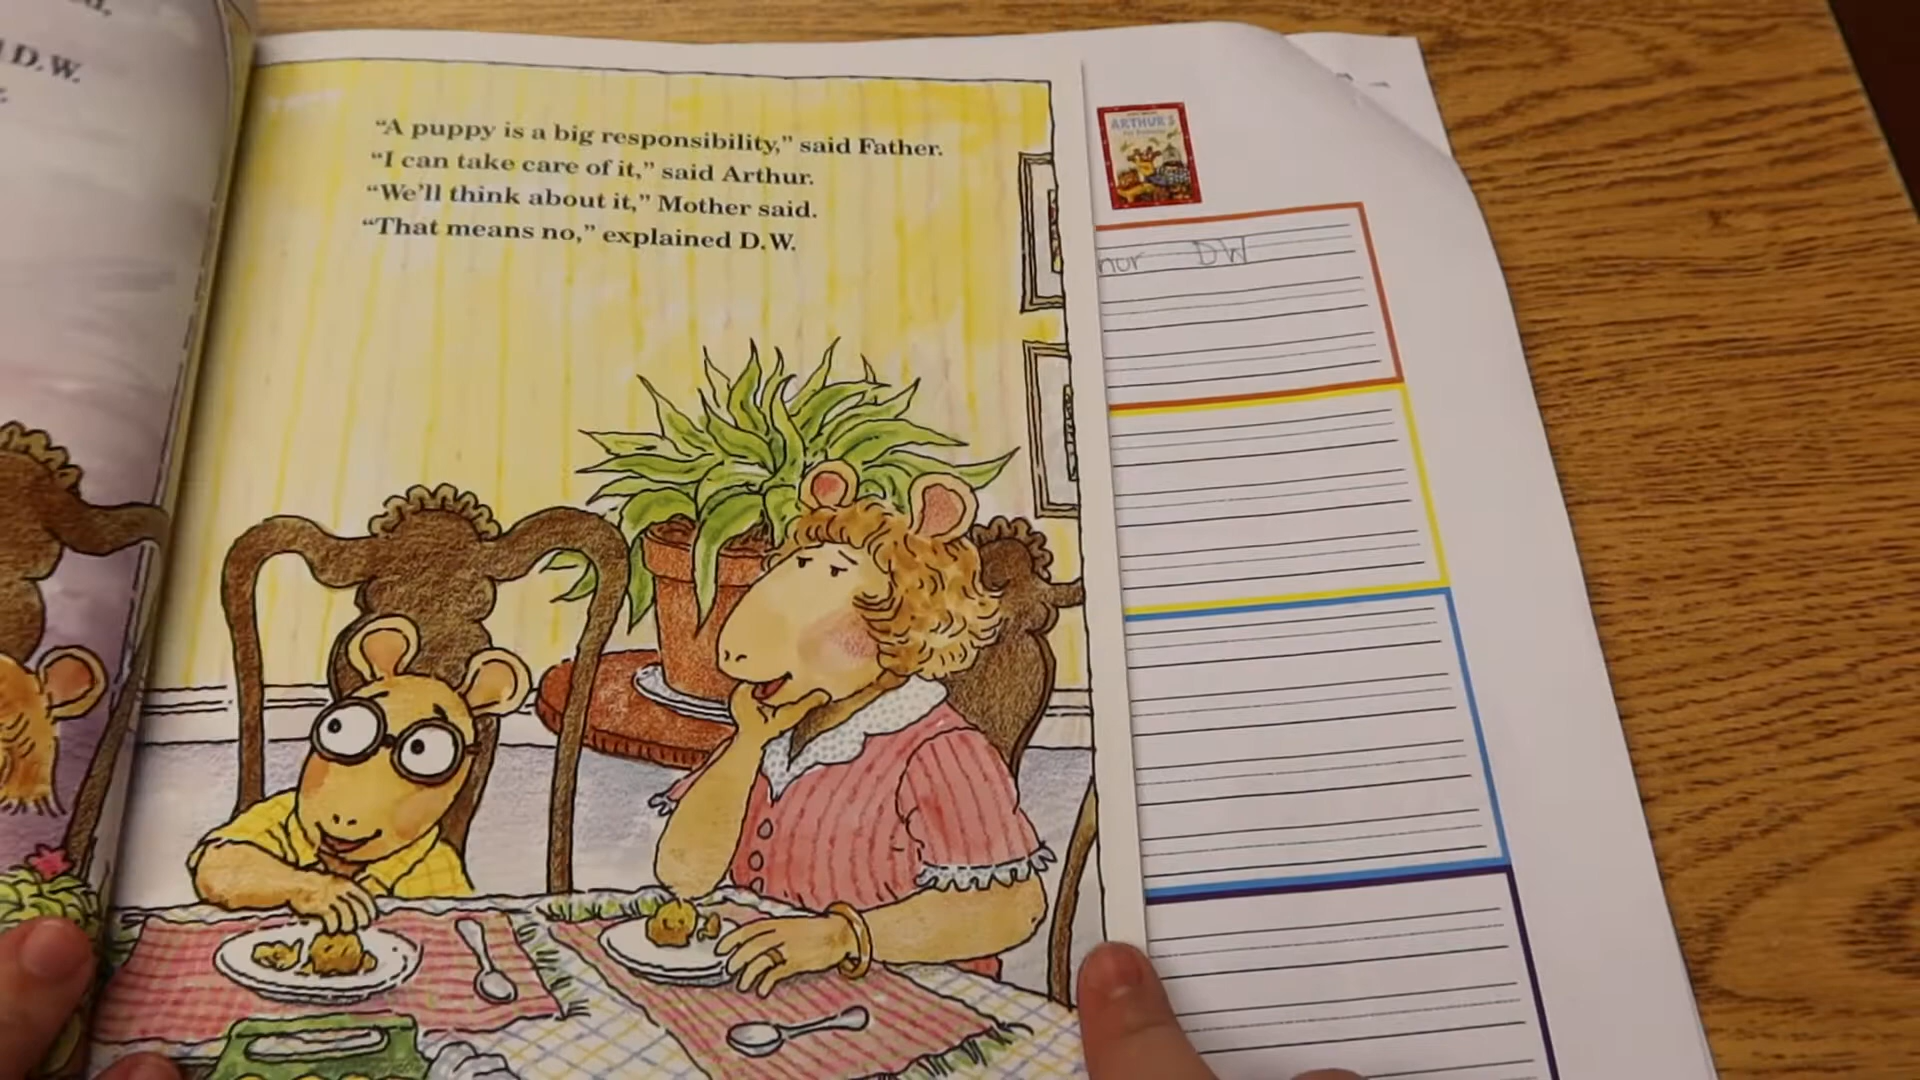 D.W.
"A puppy is a big responsibility," said Father.
"I can take care of it," said Arthur.
"We'll think about it," Mother said.
"That means no," explained D.W.
ARTHUR'S
hur DW